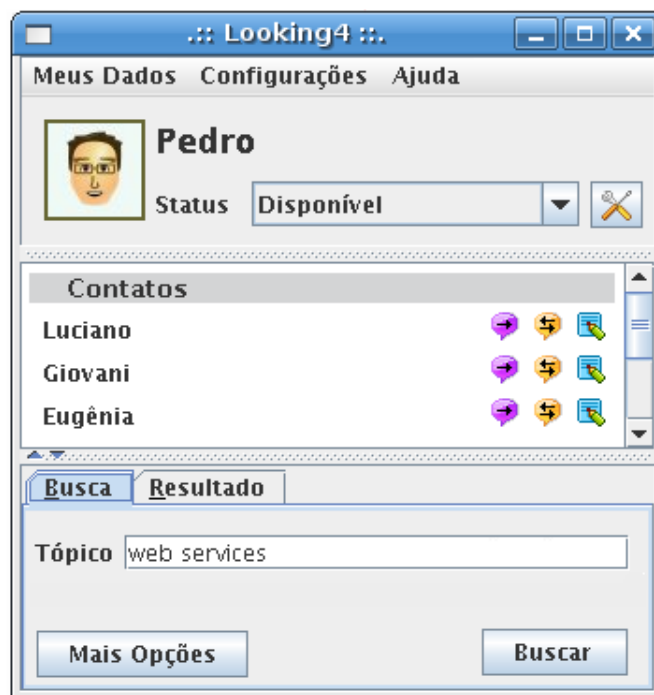 .:: Looking4 ::.
Meus Dados Configurações Ajuda
Pedro
Status Disponível
Contatos
Luciano
Giovani
Eugênia
Busca Resultado
Tópico web services
Mais Opções Buscar